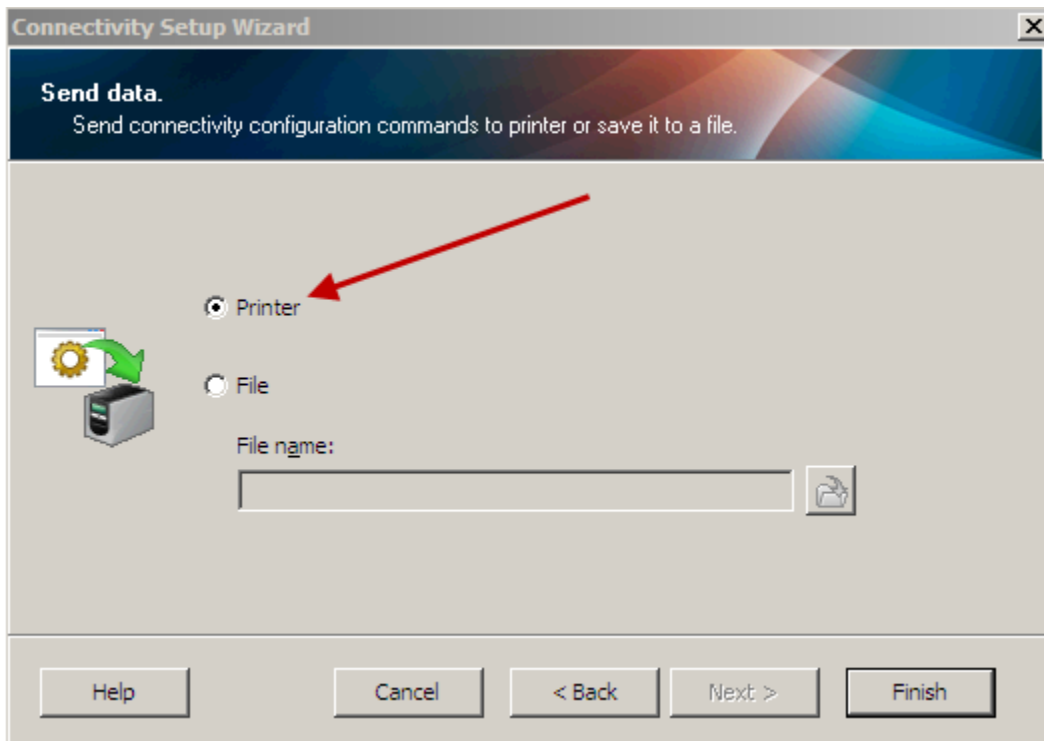 Connectivity Setup Wizard
Send data.
Send connectivity configuration commands to printer or save it to a file.
Printer
File
File name:
Help
Cancel
< Back
Next >
Finish